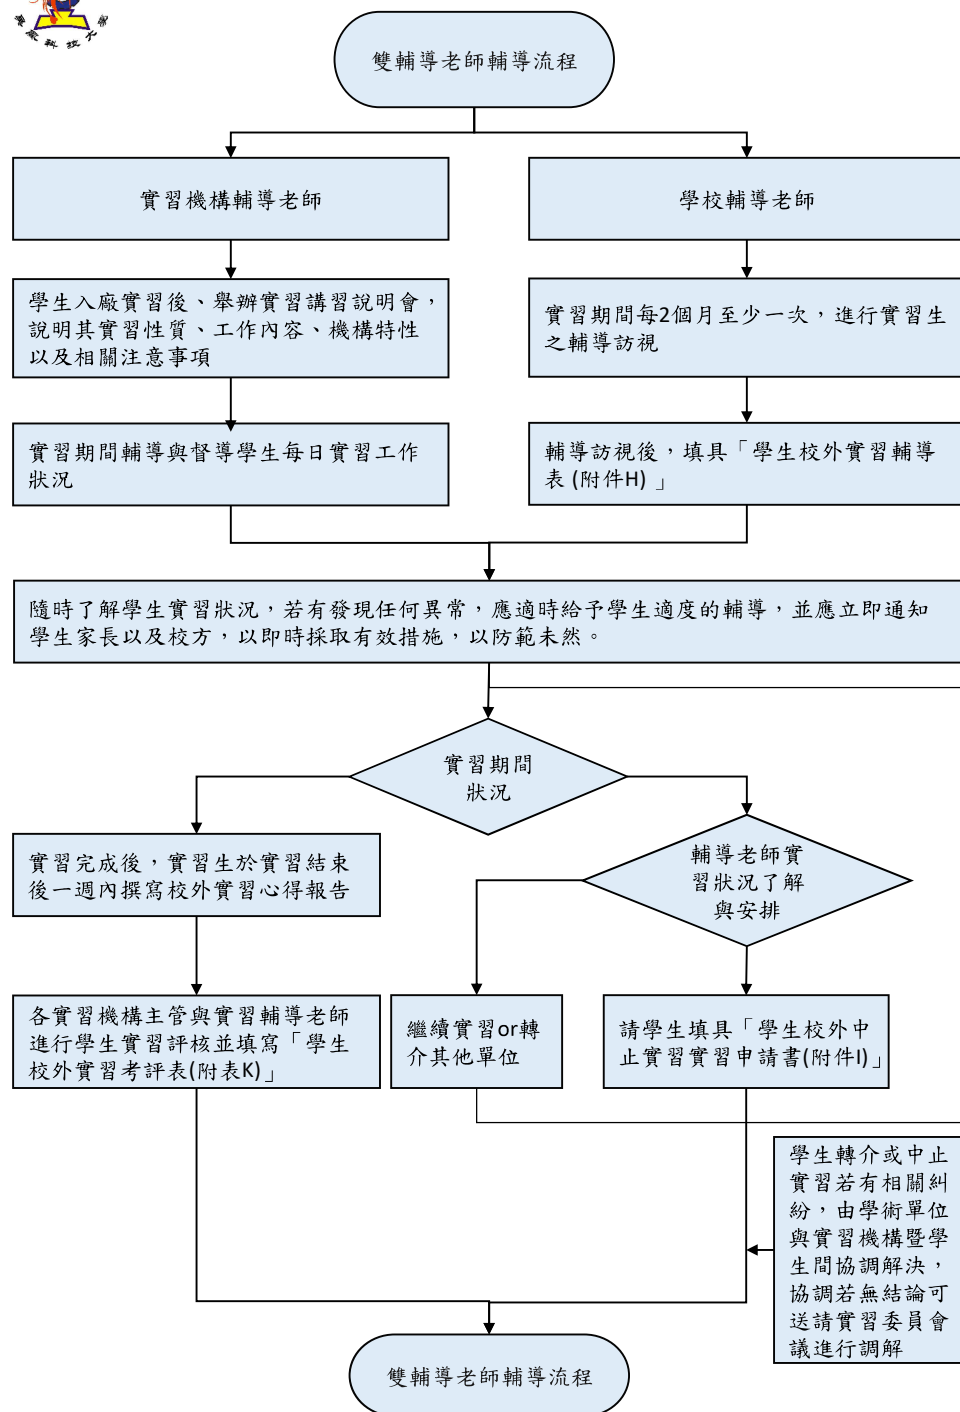 科技大
雙輔導老師輔導流程
實習機構輔導老師
學校輔導老師
學生入廠實習後、舉辦實習講習說明會，
說明其實習性質、工作內容、機構特性
以及相關注意事項
實習期間每2個月至少一次，進行實習生
之輔導訪視
實習期間輔導與督導學生每日實習工作
狀況
輔導訪視後，填具「學生校外實習輔導
表 (附件H) 」
隨時了解學生實習狀況，若有發現任何異常，應適時給予學生適度的輔導，並應立即通知
學生家長以及校方，以即時採取有效措施，以防範未然。
實習期間
狀況
實習完成後，實習生於實習結束
後一週內撰寫校外實習心得報告
輔導老師實
習狀況了解
與安排
各實習機構主管與實習輔導老師
進行學生實習評核並填寫「學生
校外實習考評表(附表K)」
繼續實習or轉
介其他單位
請學生填具「學生校外中
止實習實習申請書(附件I)」
學生轉介或中止
實習若有相關糾
紛，由學術單位
與實習機構暨學
生間協調解決，
協調若無結論可
送請實習委員會
議進行調解
雙輔導老師輔導流程